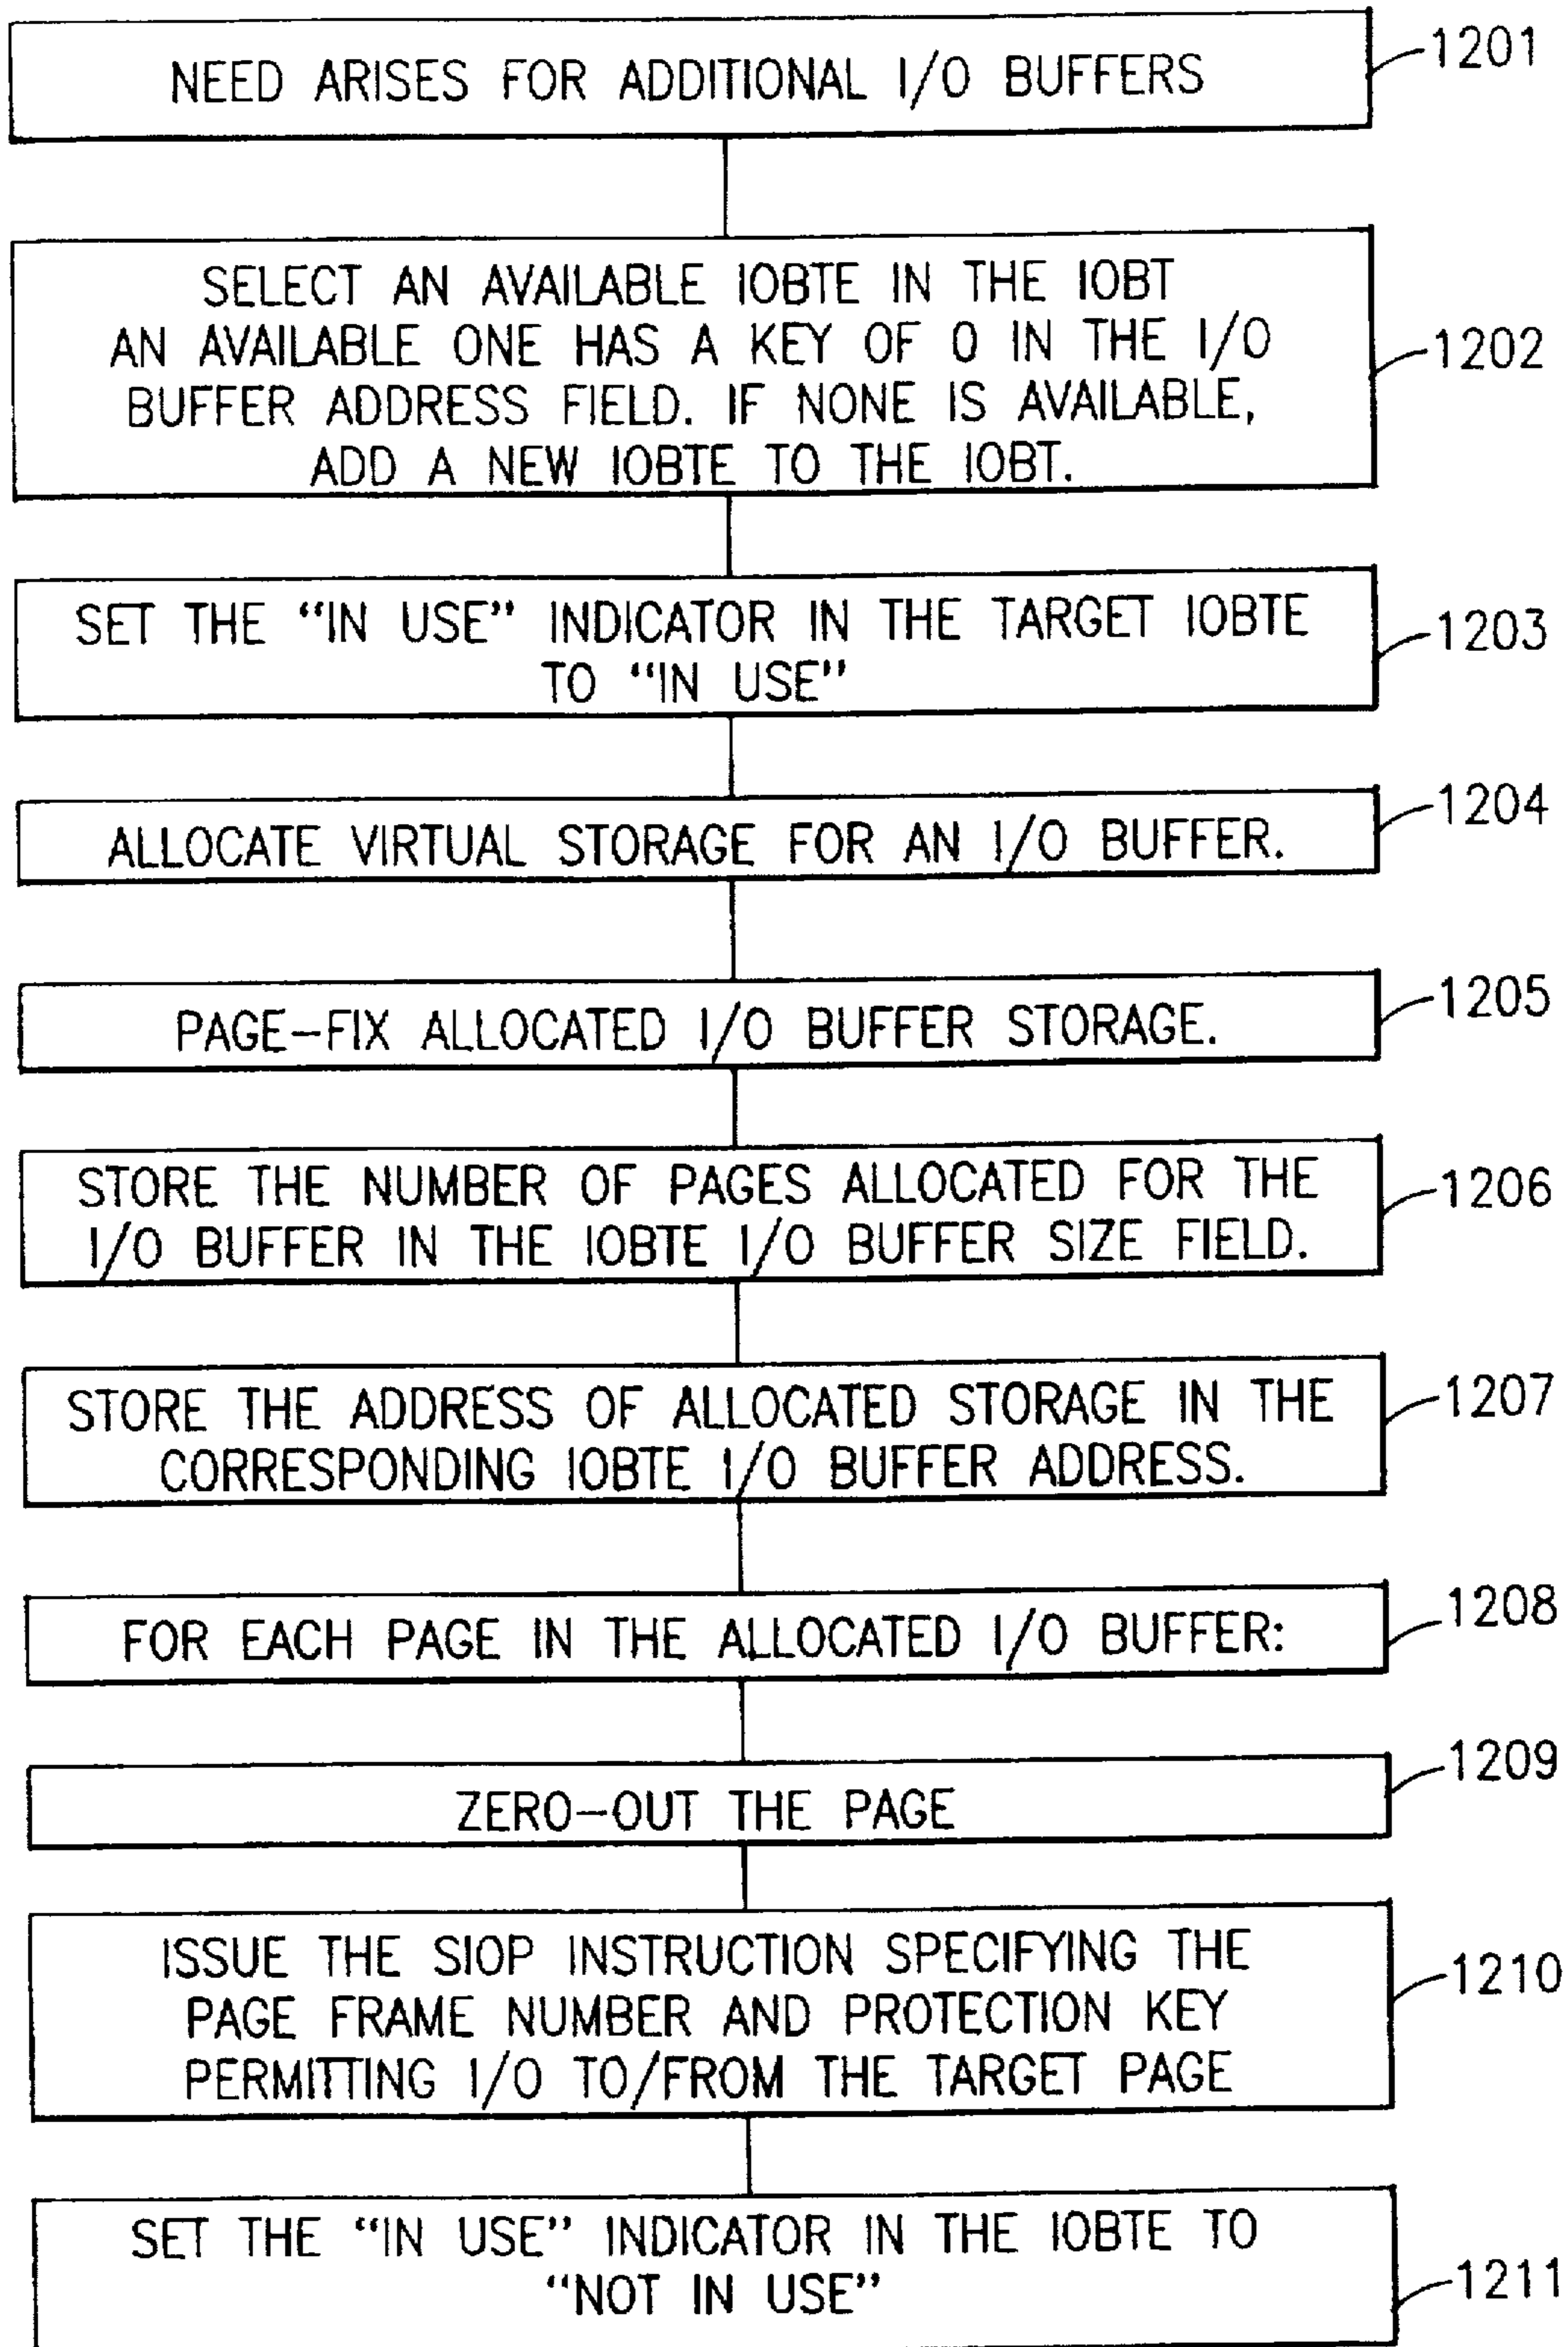 NEED ARISES FOR ADDITIONAL I/O BUFFERS
1201
SELECT AN AVAILABLE IOBTE IN THE IOBT
AN AVAILABLE ONE HAS A KEY OF 0 IN THE I/O
BUFFER ADDRESS FIELD. IF NONE IS AVAILABLE,
ADD A NEW IOBTE TO THE IOBT.
1202
SET THE “IN USE” INDICATOR IN THE TARGET IOBTE
TO “IN USE”
1203
ALLOCATE VIRTUAL STORAGE FOR AN I/O BUFFER.
1204
PAGE-FIX ALLOCATED I/O BUFFER STORAGE.
1205
STORE THE NUMBER OF PAGES ALLOCATED FOR THE
I/O BUFFER IN THE IOBTE I/O BUFFER SIZE FIELD.
1206
STORE THE ADDRESS OF ALLOCATED STORAGE IN THE
CORRESPONDING IOBTE I/O BUFFER ADDRESS.
1207
FOR EACH PAGE IN THE ALLOCATED I/O BUFFER:
1208
ZERO-OUT THE PAGE
1209
ISSUE THE SIOP INSTRUCTION SPECIFYING THE
PAGE FRAME NUMBER AND PROTECTION KEY
PERMITTING I/O TO/FROM THE TARGET PAGE
1210
SET THE “IN USE” INDICATOR IN THE IOBTE TO
“NOT IN USE”
1211